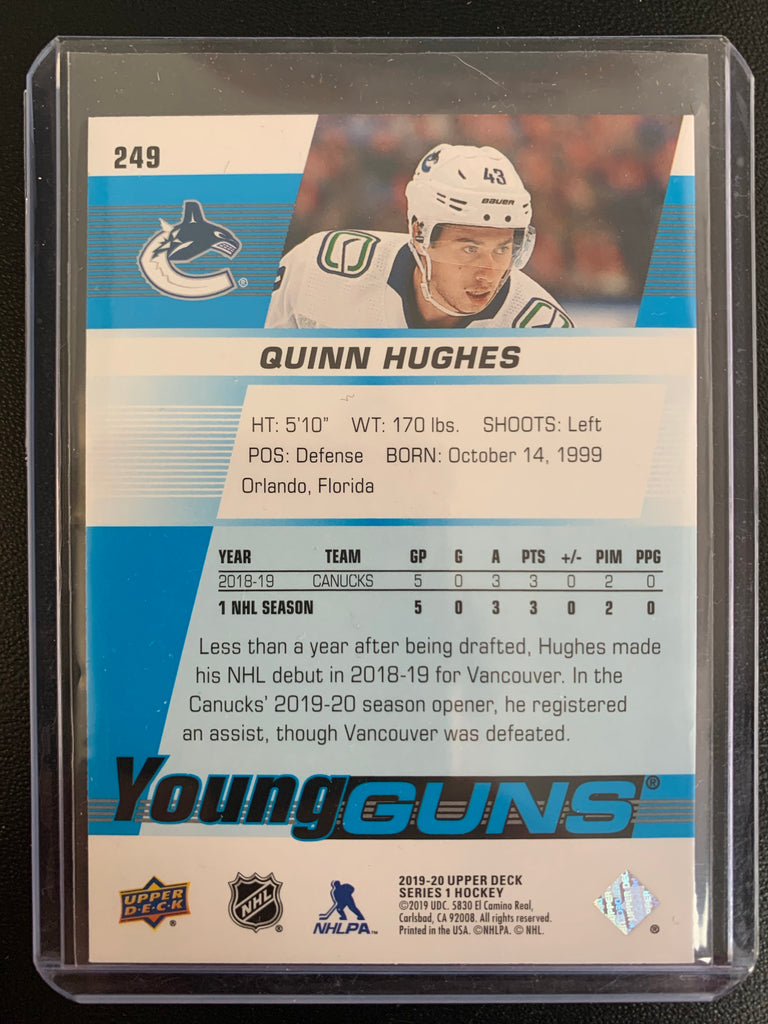 249
43
BAUER
®
QUINN HUGHES
HT: 5'10" WT: 170 lbs. SHOOTS: Left
POS: Defense BORN: October 14, 1999
Orlando, Florida
YEAR TEAM GP G A PTS +/- PIM PPG
2018-19 CANUCKS 5 0 3 3 0 2 0
1 NHL SEASON 5 0 3 3 0 2 0
Less than a year after being drafted, Hughes made
his NHL debut in 2018-19 for Vancouver. In the
Canucks' 2019-20 season opener, he registered
an assist, though Vancouver was defeated.
Young GUNS®
UPPER DECK®
NHL®
NHLPA™
2019-20 UPPER DECK
SERIES 1 HOCKEY
©2019 UDC. 5830 El Camino Real,
Carlsbad, CA 92008. All rights reserved.
Printed in the USA. ©NHLPA. © NHL.
®